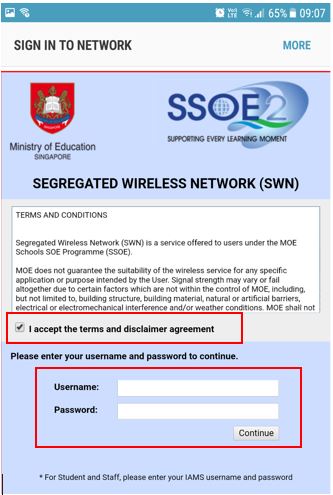 65% 09:07
SIGN IN TO NETWORK
MORE
Ministry of Education
SINGAPORE
SSOE2
SUPPORTING EVERY LEARNING MOMENT
SEGREGATED WIRELESS NETWORK (SWN)
TERMS AND CONDITIONS
Segregated Wireless Network (SWN) is a service offered to users under the MOE
Schools SOE Programme (SSOE).
MOE does not guarantee the suitability of the wireless service for any specific
application or purpose intended by the User. Signal strength may vary or fail
altogether due to certain factors which are not within the control of MOE, including,
but not limited to, building structure, building material, natural or artificial barriers,
electrical or electromechanical interference and/or weather conditions. MOE shall not
I accept the terms and disclaimer agreement
Please enter your username and password to continue.
Username:
Password:
Continue
* For Student and Staff, please enter your IAMS username and password